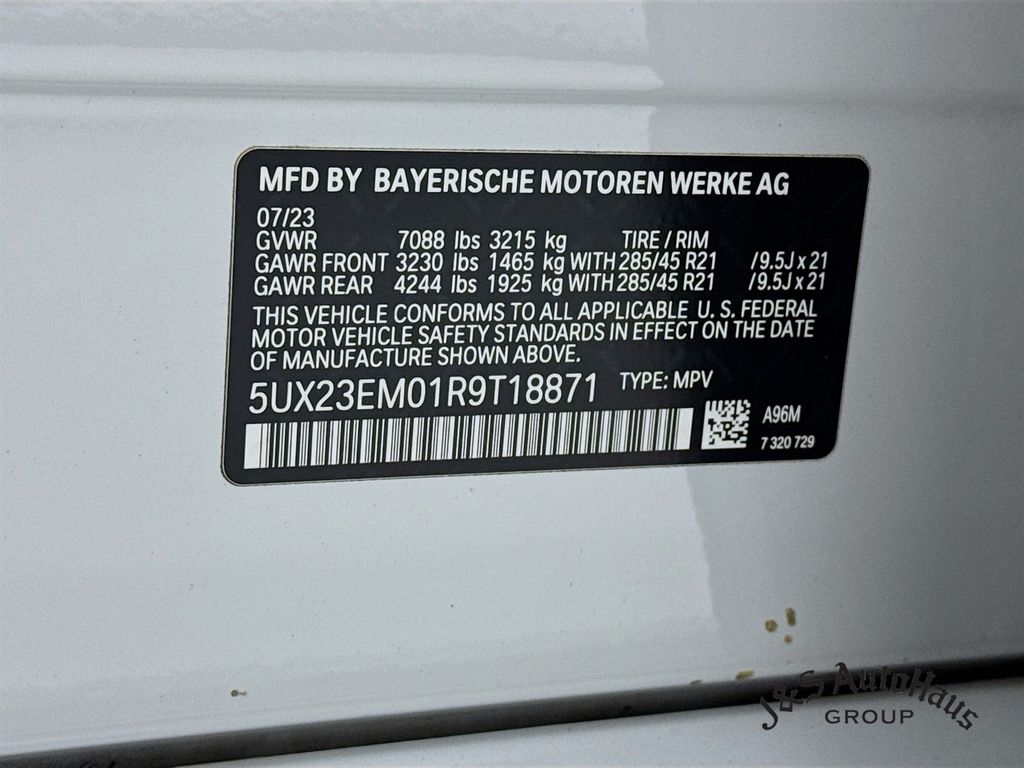 MFD BY BAYERISCHE MOTOREN WERKE AG
07/23
GVWR 7088 lbs 3215 kg TIRE / RIM
GAWR FRONT 3230 lbs 1465 kg WITH 285/45 R21 /9.5J x 21
GAWR REAR 4244 lbs 1925 kg WITH 285/45 R21 /9.5J x 21
THIS VEHICLE CONFORMS TO ALL APPLICABLE U. S. FEDERAL
MOTOR VEHICLE SAFETY STANDARDS IN EFFECT ON THE DATE
OF MANUFACTURE SHOWN ABOVE.
5UX23EM01R9T18871 TYPE: MPV
A96M
7 320 729
J&S AutoHaus
GROUP